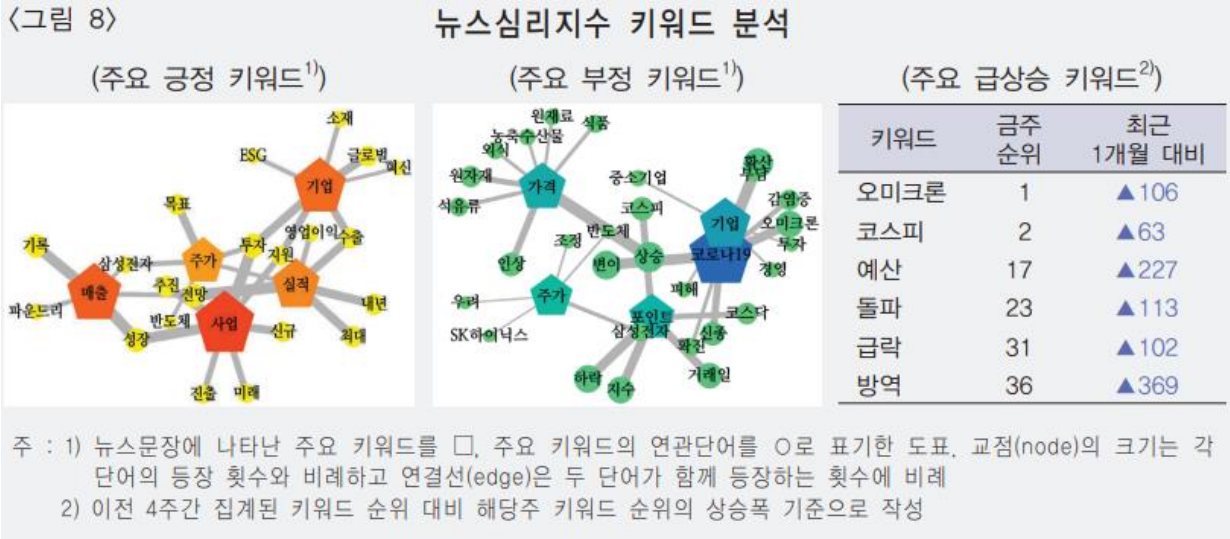 〈그림 8〉
뉴스심리지수 키워드 분석
(주요 긍정 키워드1))
소재
ESG
글로벌
혁신
기업
목표
기록
영업이익
수출
투자
지원
삼성전자
주가
추진
전망
실적
매출
내년
파운드리
반도체
사업
신규
성장
최대
진출
미래
(주요 부정 키워드1))
원재료
식품
농축수산물
외식
확산
부담
원자재
가격
중소기업
석유류
감염증
코스피
기업
오미크론
반도체
투자
조정
상승
코로나19
인상
변이
경영
피해
우려
주가
포인트
코스닥
삼성전자
신종
SK하이닉스
확진
하락
지수
거래일
(주요 급상승 키워드2))
키워드 금주 순위 최근 1개월 대비
오미크론 1 ▲106
코스피 2 ▲63
예산 17 ▲227
돌파 23 ▲113
급락 31 ▲102
방역 36 ▲369
주 : 1) 뉴스문장에 나타난 주요 키워드를 □, 주요 키워드의 연관단어를 ○로 표기한 도표. 교점(node)의 크기는 각
단어의 등장 횟수와 비례하고 연결선(edge)은 두 단어가 함께 등장하는 횟수에 비례
2) 이전 4주간 집계된 키워드 순위 대비 해당주 키워드 순위의 상승폭 기준으로 작성